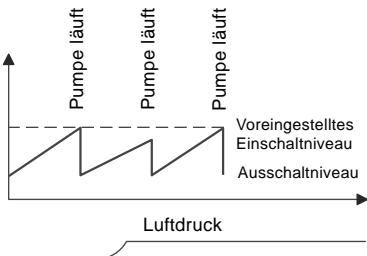 Pumpe läuft
Pumpe läuft
Pumpe läuft
Voreingestelltes
Einschaltniveau
Ausschaltniveau
Luftdruck